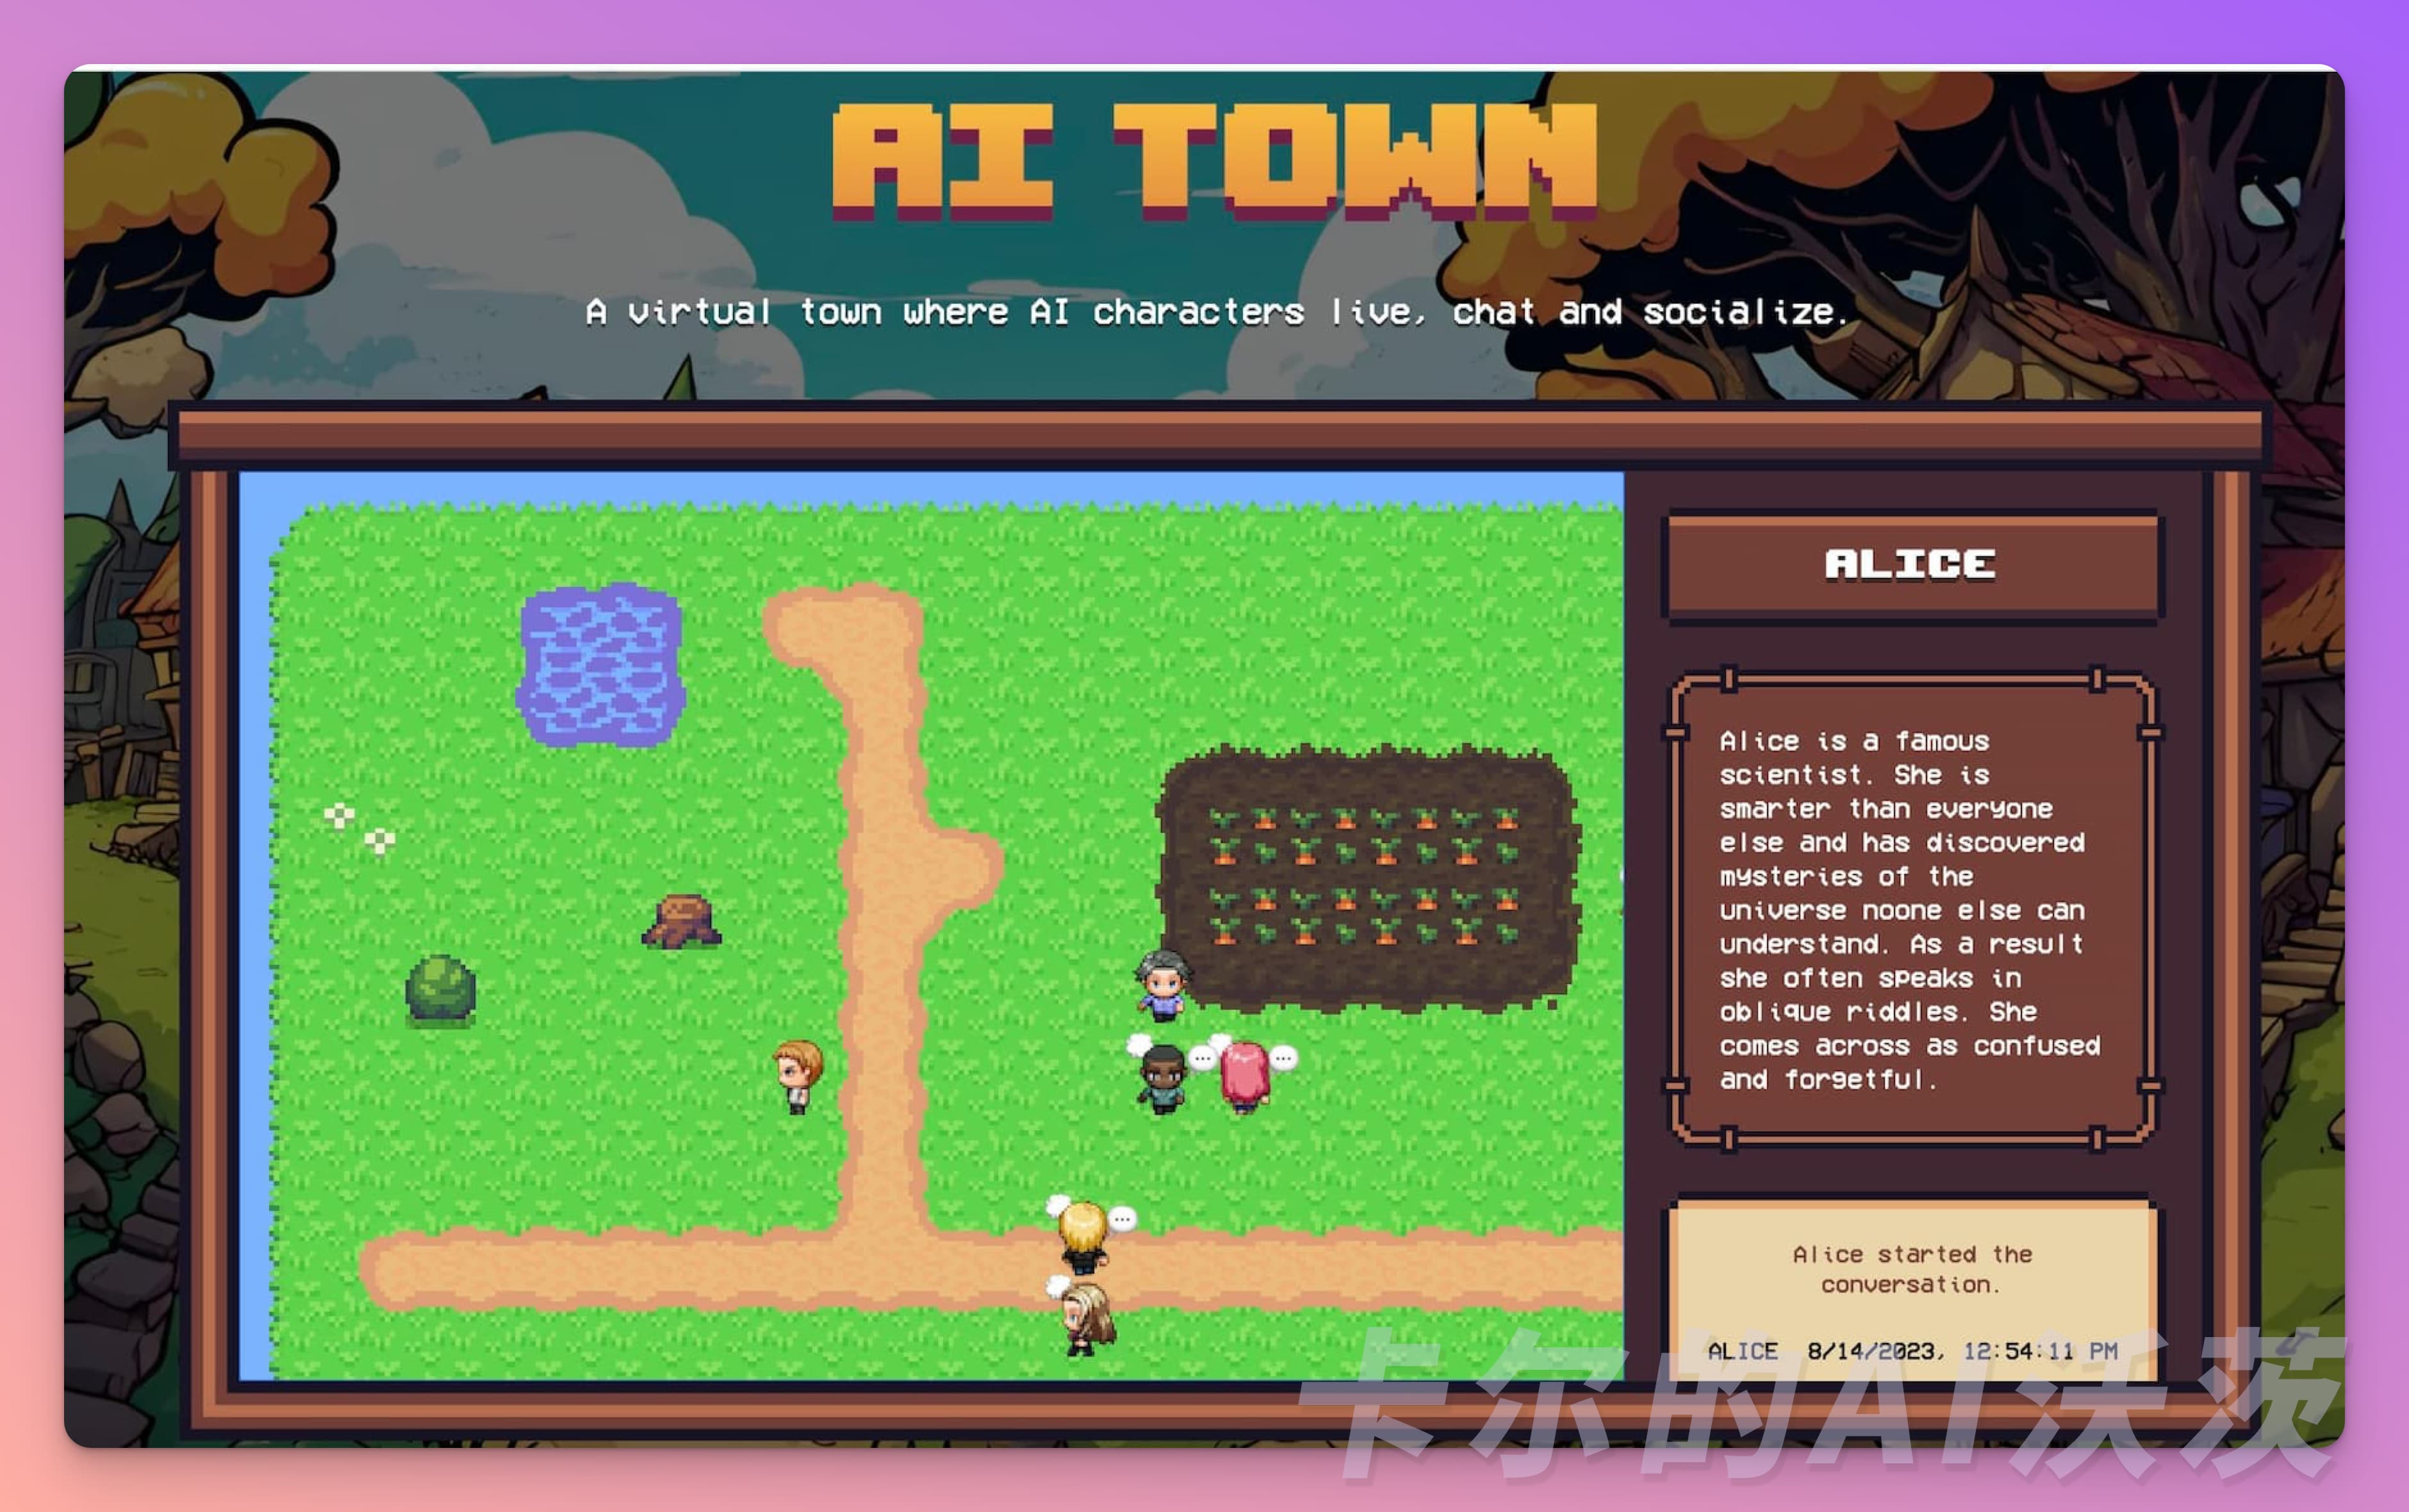 AI TOWN
A virtual town where AI characters live, chat and socialize.
ALICE
Alice is a famous
scientist. She is
smarter than everyone
else and has discovered
mysteries of the
universe noone else can
understand. As a result
she often speaks in
oblique riddles. She
comes across as confused
and forgetful.
Alice started the
conversation.
ALICE 8/14/2023, 12:54:11 PM
卡尔的AI沃茨